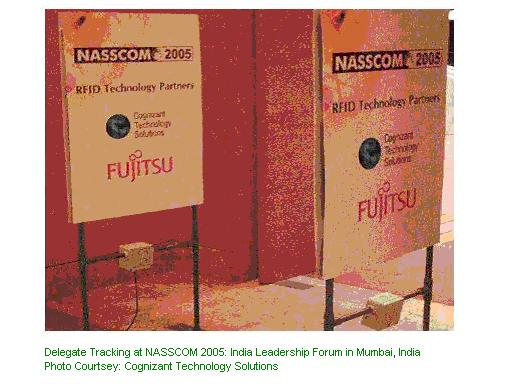 NASSCOM 2005
RFID Technology Partners
Cognizant
Technology
Solutions
FUJITSU
NASSCOM 2005
RFID Technology Partners
Cognizant
Technology
Solutions
FUJITSU
Delegate Tracking at NASSCOM 2005: India Leadership Forum in Mumbai, India
Photo Courtsey: Cognizant Technology Solutions